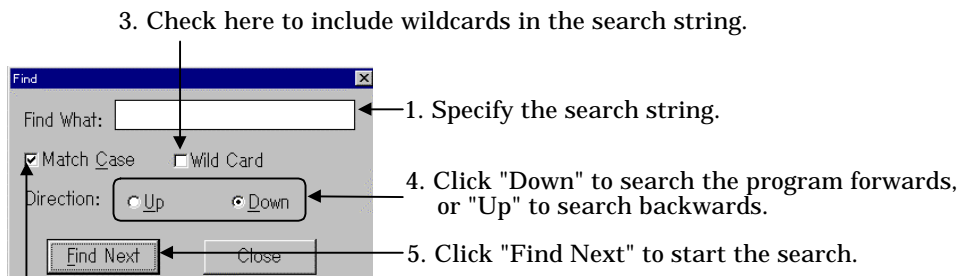 3. Check here to include wildcards in the search string.
Find
Find What:
1. Specify the search string.
Match Case
Wild Card
Direction:
Up
Down
4. Click "Down" to search the program forwards,
or "Up" to search backwards.
Find Next
Close
5. Click "Find Next" to start the search.